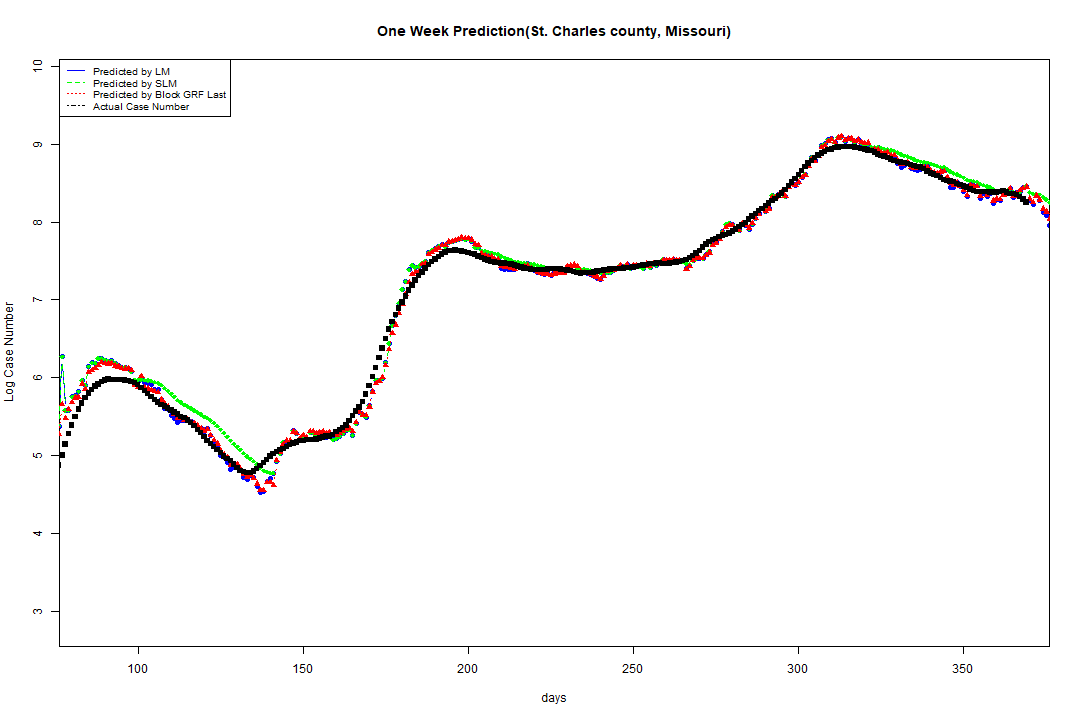 One Week Prediction(St. Charles county, Missouri)
Predicted by LM
Predicted by SLM
Predicted by Block GRF Last
Actual Case Number
10
9
8
7
6
5
4
3
Log Case Number
100 150 200 250 300 350
days